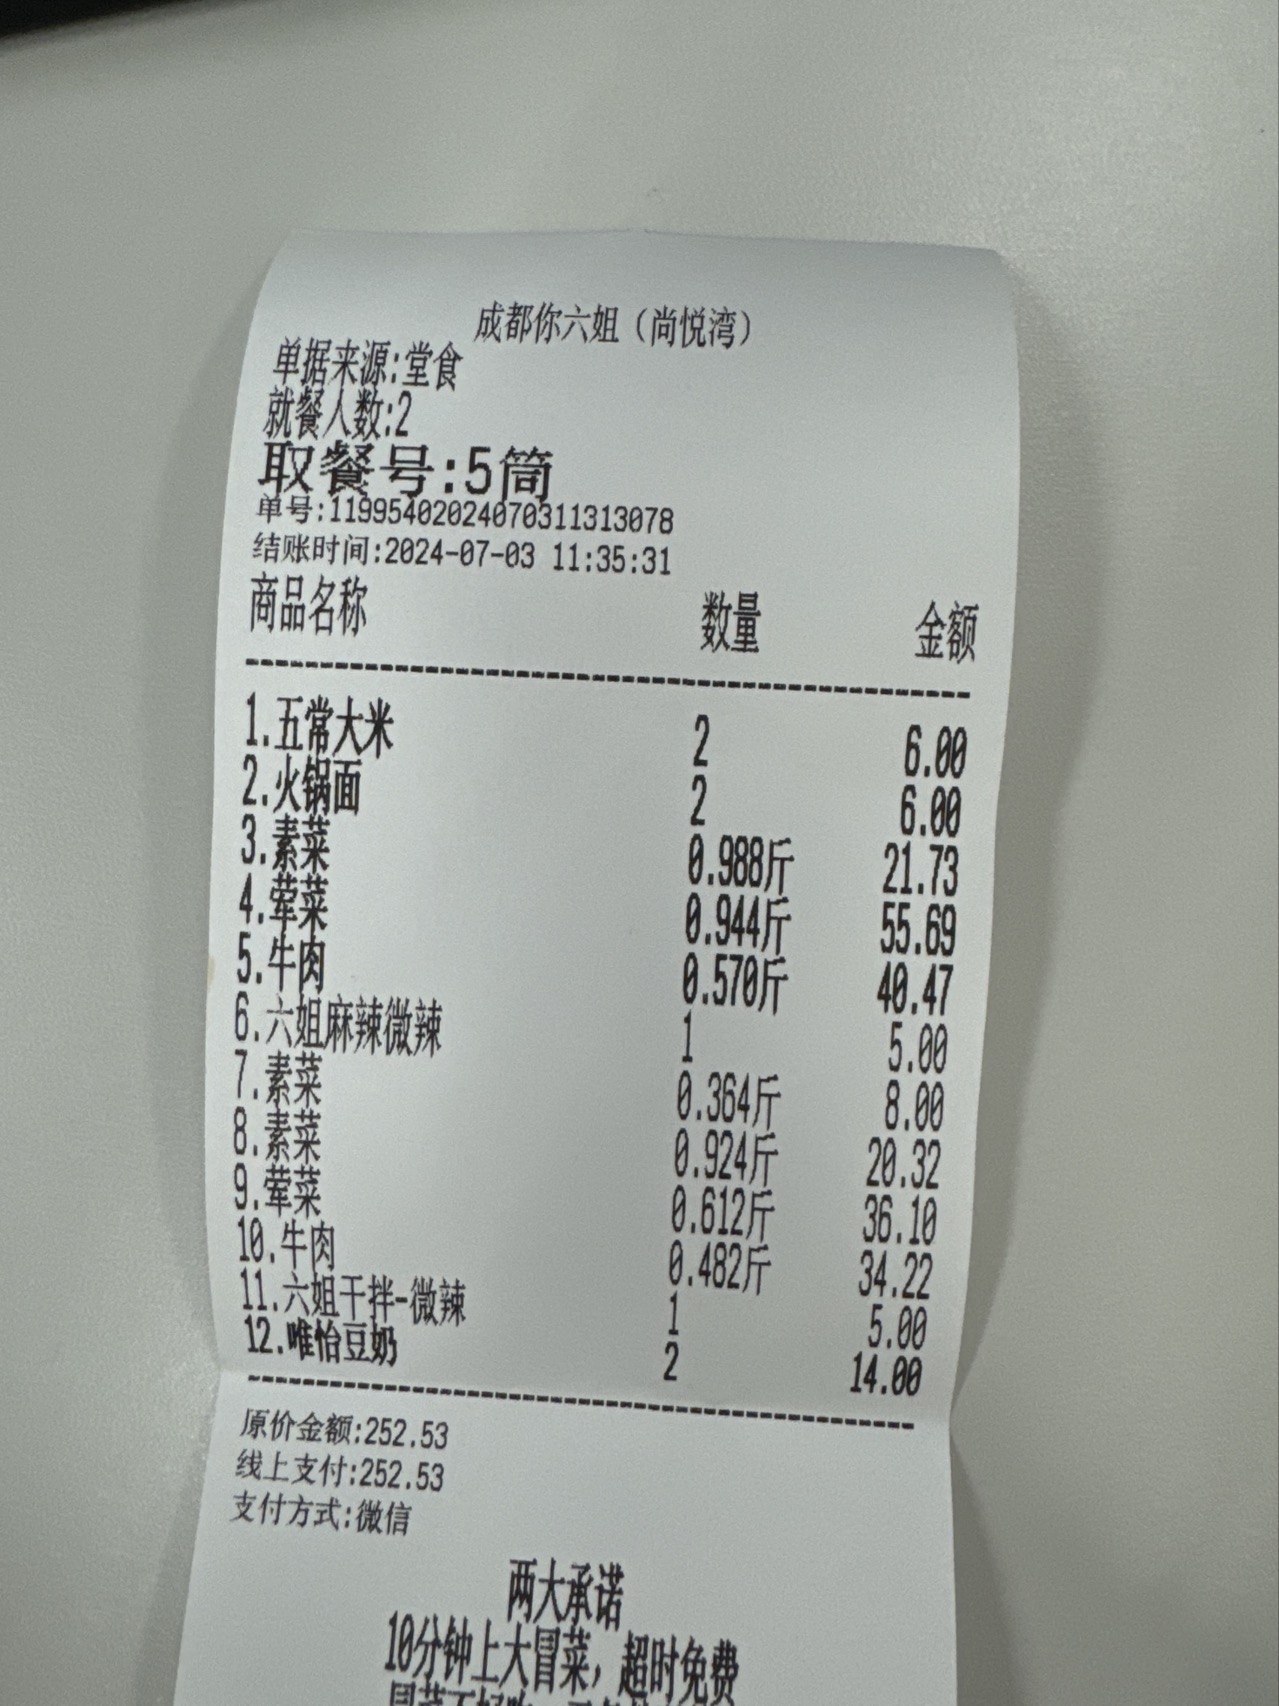 成都你六姐（尚悦湾）
单据来源:堂食
就餐人数:2
取餐号:5筒
单号:11995402024070311313078
结账时间:2024-07-03 11:35:31
商品名称 数量 金额
1.五常大米 2 6.00
2.火锅面 2 6.00
3.素菜 0.988斤 21.73
4.荤菜 0.944斤 55.69
5.牛肉 0.570斤 40.47
6.六姐麻辣微辣 1 5.00
7.素菜 0.364斤 8.00
8.素菜 0.924斤 20.32
9.荤菜 0.612斤 36.10
10.牛肉 0.482斤 34.22
11.六姐干拌-微辣 1 5.00
12.唯怡豆奶 2 14.00
原价金额:252.53
线上支付:252.53
支付方式:微信
两大承诺
10分钟上大冒菜，超时免费